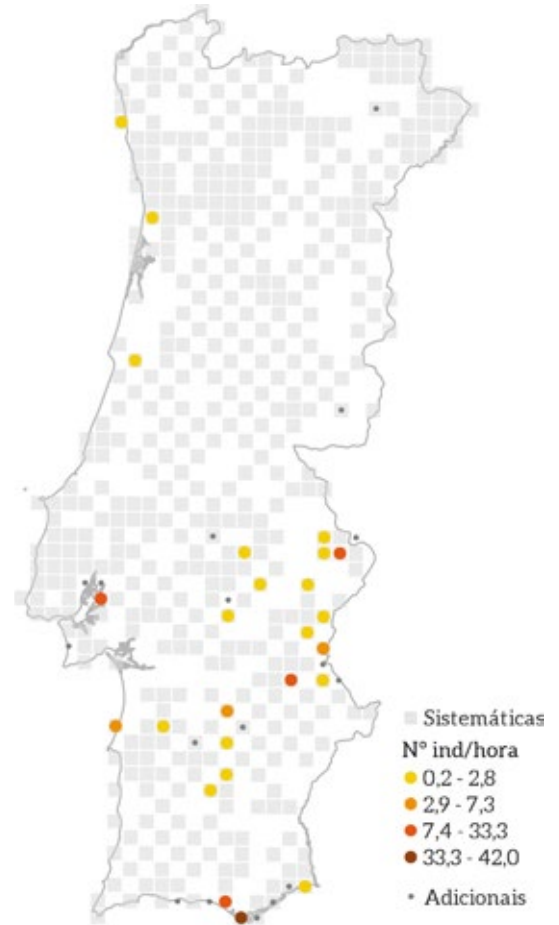 Sistemáticas
Nº ind/hora
0,2 - 2,8
2,9 - 7,3
7,4 - 33,3
33,3 - 42,0
Adicionais